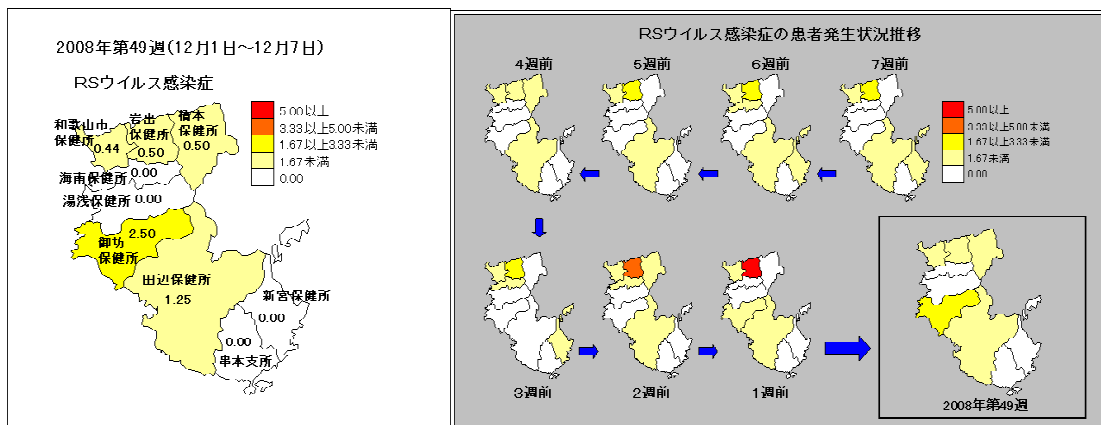 2008年第49週(12月1日～12月7日)
RSウイルス感染症
5.00以上
3.33以上5.00未満
1.67以上3.33未満
1.67未満
0.00
和歌山市
保健所
0.44
岩出
保健所
0.50
橋本
保健所
0.50
0.00
海南保健所
0.00
湯浅保健所
2.50
御坊
保健所
田辺保健所
1.25
新宮保健所
0.00
0.00
串本支所
RSウイルス感染症の患者発生状況推移
4週前
5週前
6週前
7週前
5.00以上
3.33以上5.00未満
1.67以上3.33未満
1.67未満
0.00
3週前
2週前
1週前
2008年第49週